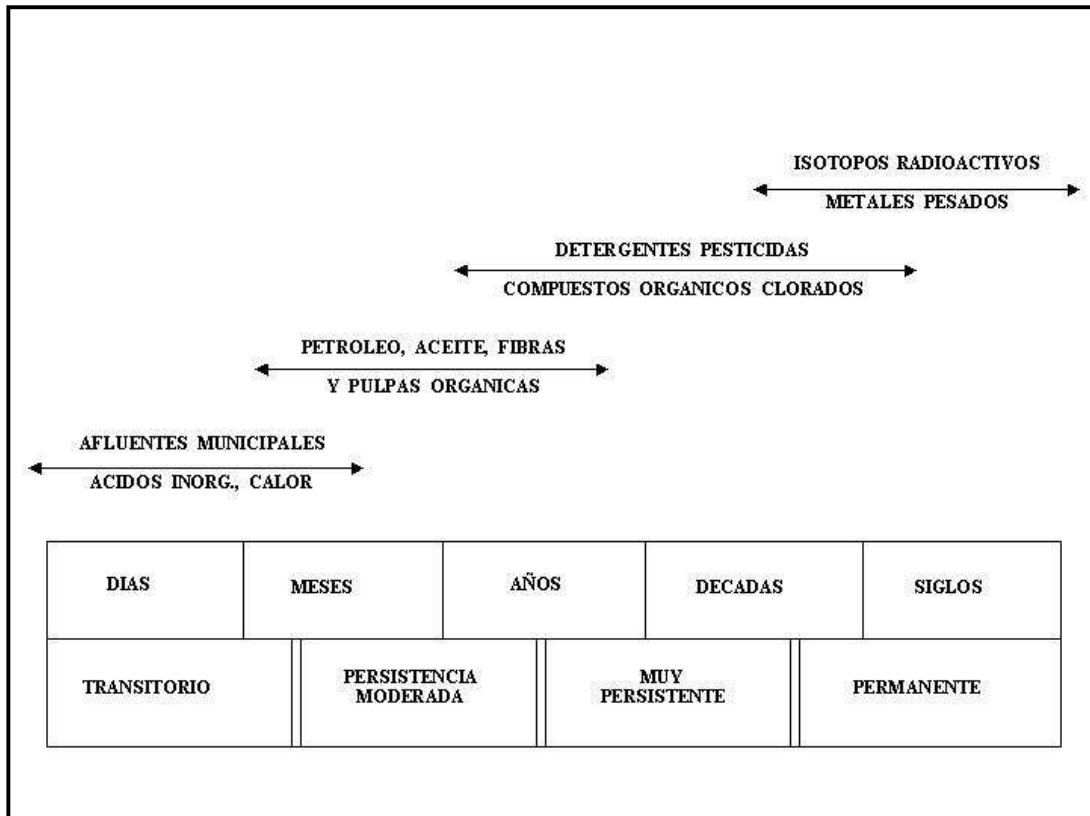 ISOTOPOS RADIOACTIVOS
METALES PESADOS
DETERGENTES PESTICIDAS
COMPUESTOS ORGANICOS CLORADOS
PETROLEO, ACEITE, FIBRAS
Y PULPAS ORGANICAS
AFLUENTES MUNICIPALES
ACIDOS INORG., CALOR
DIAS MESES AÑOS DECADAS SIGLOS
TRANSITORIO
PERSISTENCIA
MODERADA
MUY
PERSISTENTE
PERMANENTE